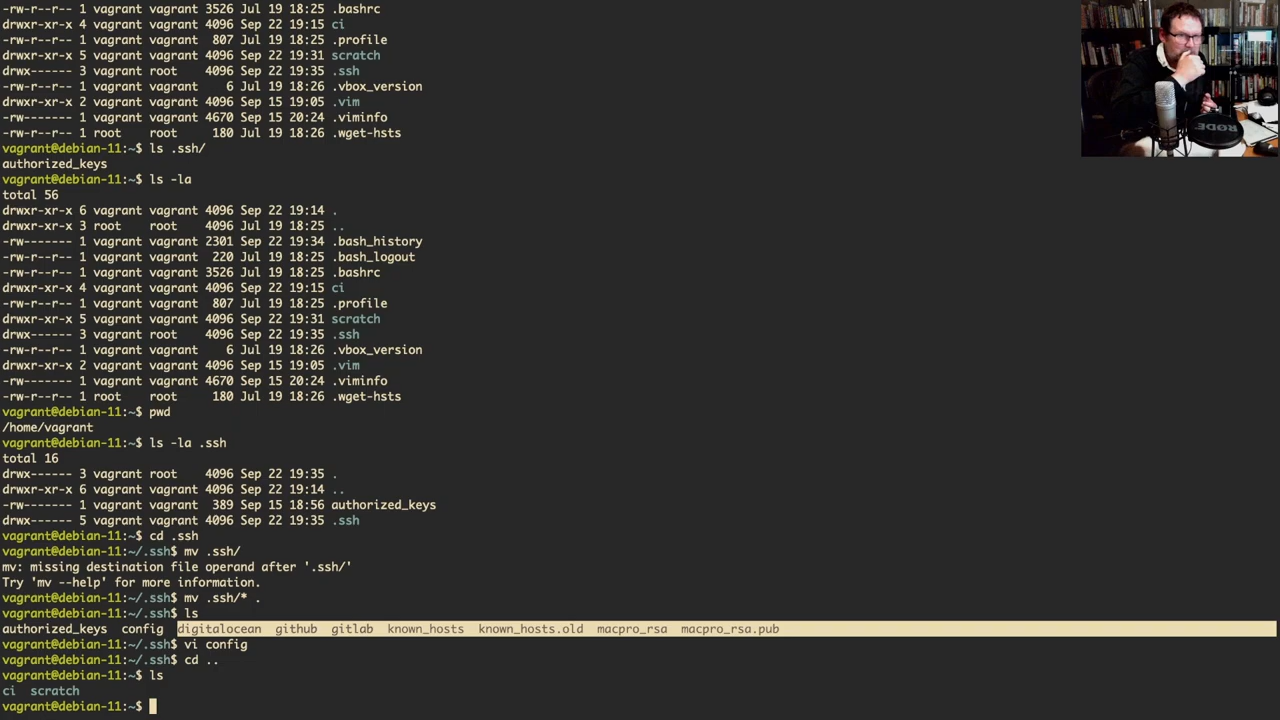 -rw-r--r-- 1 vagrant vagrant 3526 Jul 19 18:25 .bashrc
drwxr-xr-x 4 vagrant vagrant 4096 Sep 22 19:15 ci
-rw-r--r-- 1 vagrant vagrant  807 Jul 19 18:25 .profile
drwxr-xr-x 5 vagrant vagrant 4096 Sep 22 19:31 scratch
drwx------ 3 vagrant root    4096 Sep 22 19:35 .ssh
-rw-r--r-- 1 vagrant vagrant    6 Jul 19 18:26 .vbox_version
drwxr-xr-x 2 vagrant vagrant 4096 Sep 15 19:05 .vim
-rw------- 1 vagrant vagrant 4670 Sep 15 20:24 .viminfo
-rw-r--r-- 1 root    root     180 Jul 19 18:26 .wget-hsts
vagrant@debian-11:~$ ls .ssh/
authorized_keys
vagrant@debian-11:~$ ls -la
total 56
drwxr-xr-x 6 vagrant vagrant 4096 Sep 22 19:14 .
drwxr-xr-x 3 root    root    4096 Jul 19 18:25 ..
-rw------- 1 vagrant vagrant 2301 Sep 22 19:34 .bash_history
-rw-r--r-- 1 vagrant vagrant  220 Jul 19 18:25 .bash_logout
-rw-r--r-- 1 vagrant vagrant 3526 Jul 19 18:25 .bashrc
drwxr-xr-x 4 vagrant vagrant 4096 Sep 22 19:15 ci
-rw-r--r-- 1 vagrant vagrant  807 Jul 19 18:25 .profile
drwxr-xr-x 5 vagrant vagrant 4096 Sep 22 19:31 scratch
drwx------ 3 vagrant root    4096 Sep 22 19:35 .ssh
-rw-r--r-- 1 vagrant vagrant    6 Jul 19 18:26 .vbox_version
drwxr-xr-x 2 vagrant vagrant 4096 Sep 15 19:05 .vim
-rw------- 1 vagrant vagrant 4670 Sep 15 20:24 .viminfo
-rw-r--r-- 1 root    root     180 Jul 19 18:26 .wget-hsts
vagrant@debian-11:~$ pwd
/home/vagrant
vagrant@debian-11:~$ ls -la .ssh
total 16
drwx------ 3 vagrant root    4096 Sep 22 19:35 .
drwxr-xr-x 6 vagrant vagrant 4096 Sep 22 19:14 ..
-rw------- 1 vagrant vagrant  389 Sep 15 18:56 authorized_keys
drwx------ 5 vagrant vagrant 4096 Sep 22 19:35 .ssh
vagrant@debian-11:~$ cd .ssh
vagrant@debian-11:~/.ssh$ mv .ssh/
mv: missing destination file operand after '.ssh/'
Try 'mv --help' for more information.
vagrant@debian-11:~/.ssh$ mv .ssh/* .
vagrant@debian-11:~/.ssh$ ls
authorized_keys  config  digitalocean  github  gitlab  known_hosts  known_hosts.old  macpro_rsa  macpro_rsa.pub
vagrant@debian-11:~/.ssh$ vi config
vagrant@debian-11:~/.ssh$ cd ..
vagrant@debian-11:~$ ls
ci  scratch
vagrant@debian-11:~$
RØDE